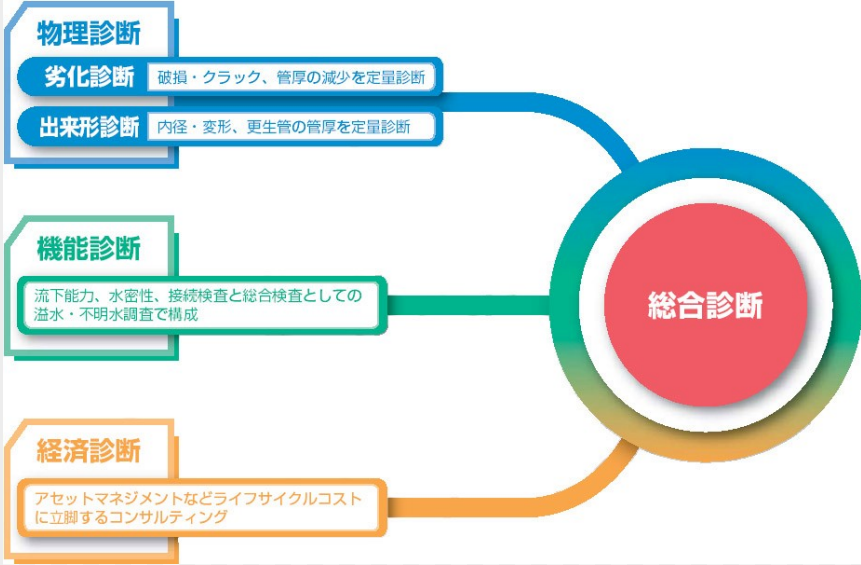 物理診断
劣化診断
破損・クラック、管厚の減少を定量診断
出来形診断
内径・変形、更生管の管厚を定量診断
機能診断
流下能力、水密性、接続検査と総合検査としての
溢水・不明水調査で構成
経済診断
アセットマネジメントなどライフサイクルコスト
に立脚するコンサルティング
総合診断